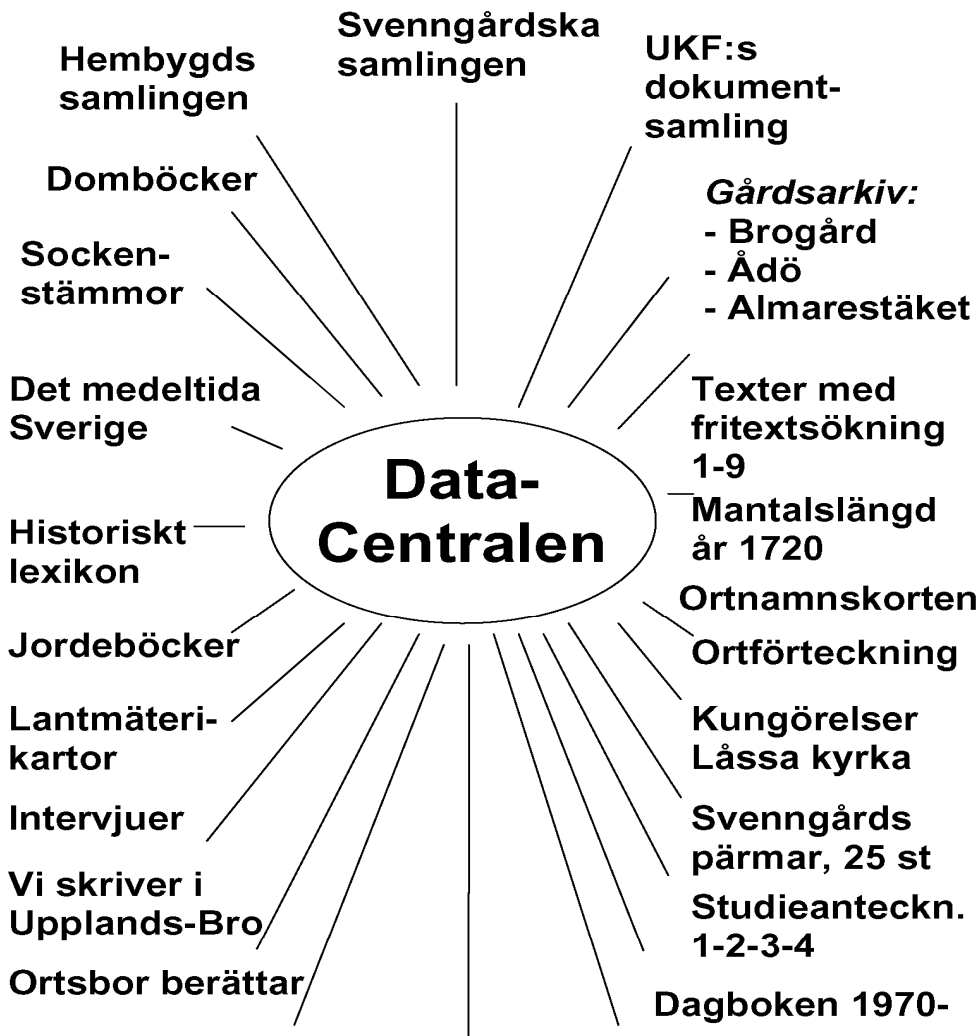 Svenngårdska
samlingen
Hembygds
samlingen
UKF:s
dokument-
samling
Domböcker
Gårdsarkiv:
- Brogård
- Ådö
- Almarestäket
Socken-
stämmor
Det medeltida
Sverige
Texter med
fritextsökning
1-9
Data-
Centralen
Historiskt
lexikon
Mantalslängd
år 1720
Ortnamnskorten
Jordeböcker
Ortförteckning
Lantmäteri-
kartor
Kungörelser
Låssa kyrka
Intervjuer
Svenngårds
pärmar, 25 st
Vi skriver i
Upplands-Bro
Studieanteckn.
1-2-3-4
Ortsbor berättar
Dagboken 1970-